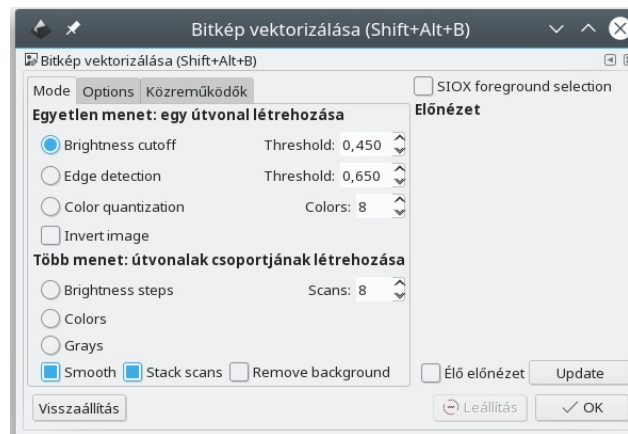 Bitkép vektorizálása (Shift+Alt+B)
Bitkép vektorizálása (Shift+Alt+B)
Mode Options Közreműködők
SIOX foreground selection
Egyetlen menet: egy útvonal létrehozása
Előnézet
Brightness cutoff Threshold: 0,450
Edge detection Threshold: 0,650
Color quantization Colors: 8
Invert image
Több menet: útvonalak csoportjának létrehozása
Brightness steps Scans: 8
Colors
Grays
Smooth Stack scans Remove background
Élő előnézet Update
Visszaállítás Leállítás OK